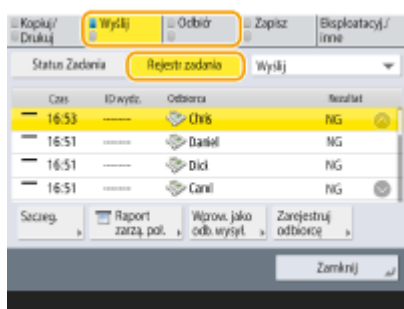 Kopiuj/ Drukuj Wyślij Odbiór Zapisz Eksploatacyj./ inne
Status Zadania Rejestr zadania Wyślij
Czas ID wydz. Odbiorca Rezultat
16:53 -------- Chris NG
16:51 -------- Daniel NG
16:51 -------- Dici NG
16:51 -------- Caril NG
Szczeg. Raport zarzą. poł. Wprow. jako odb. wysył. Zarejestruj odbiorcę
Zamknij